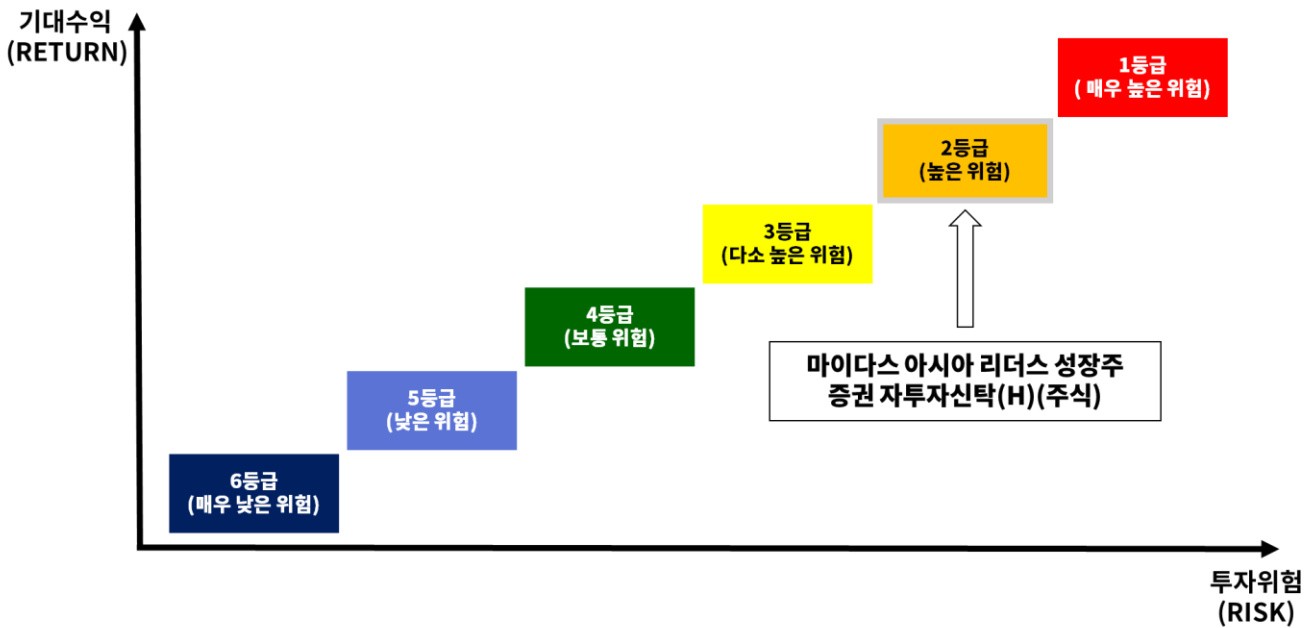 기대수익
(RETURN)
1등급
( 매우 높은 위험)
2등급
(높은 위험)
3등급
(다소 높은 위험)
4등급
(보통 위험)
마이다스 아시아 리더스 성장주
증권 자투자신탁(H)(주식)
5등급
(낮은 위험)
6등급
(매우 낮은 위험)
투자위험
(RISK)